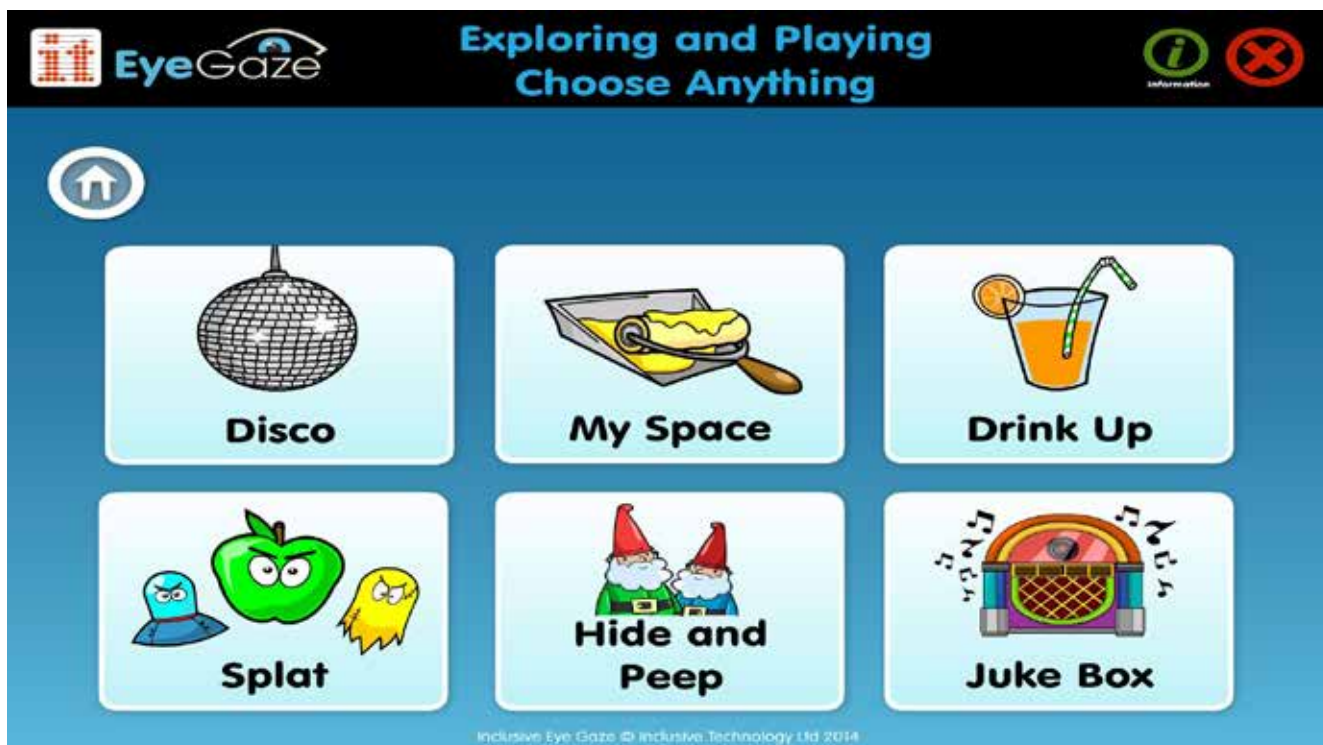 it EyeGaze
Exploring and Playing
Choose Anything
i
Information
Disco
My Space
Drink Up
Splat
Hide and
Peep
Juke Box
Inclusive Eye Gaze © Inclusive Technology Ltd 2014